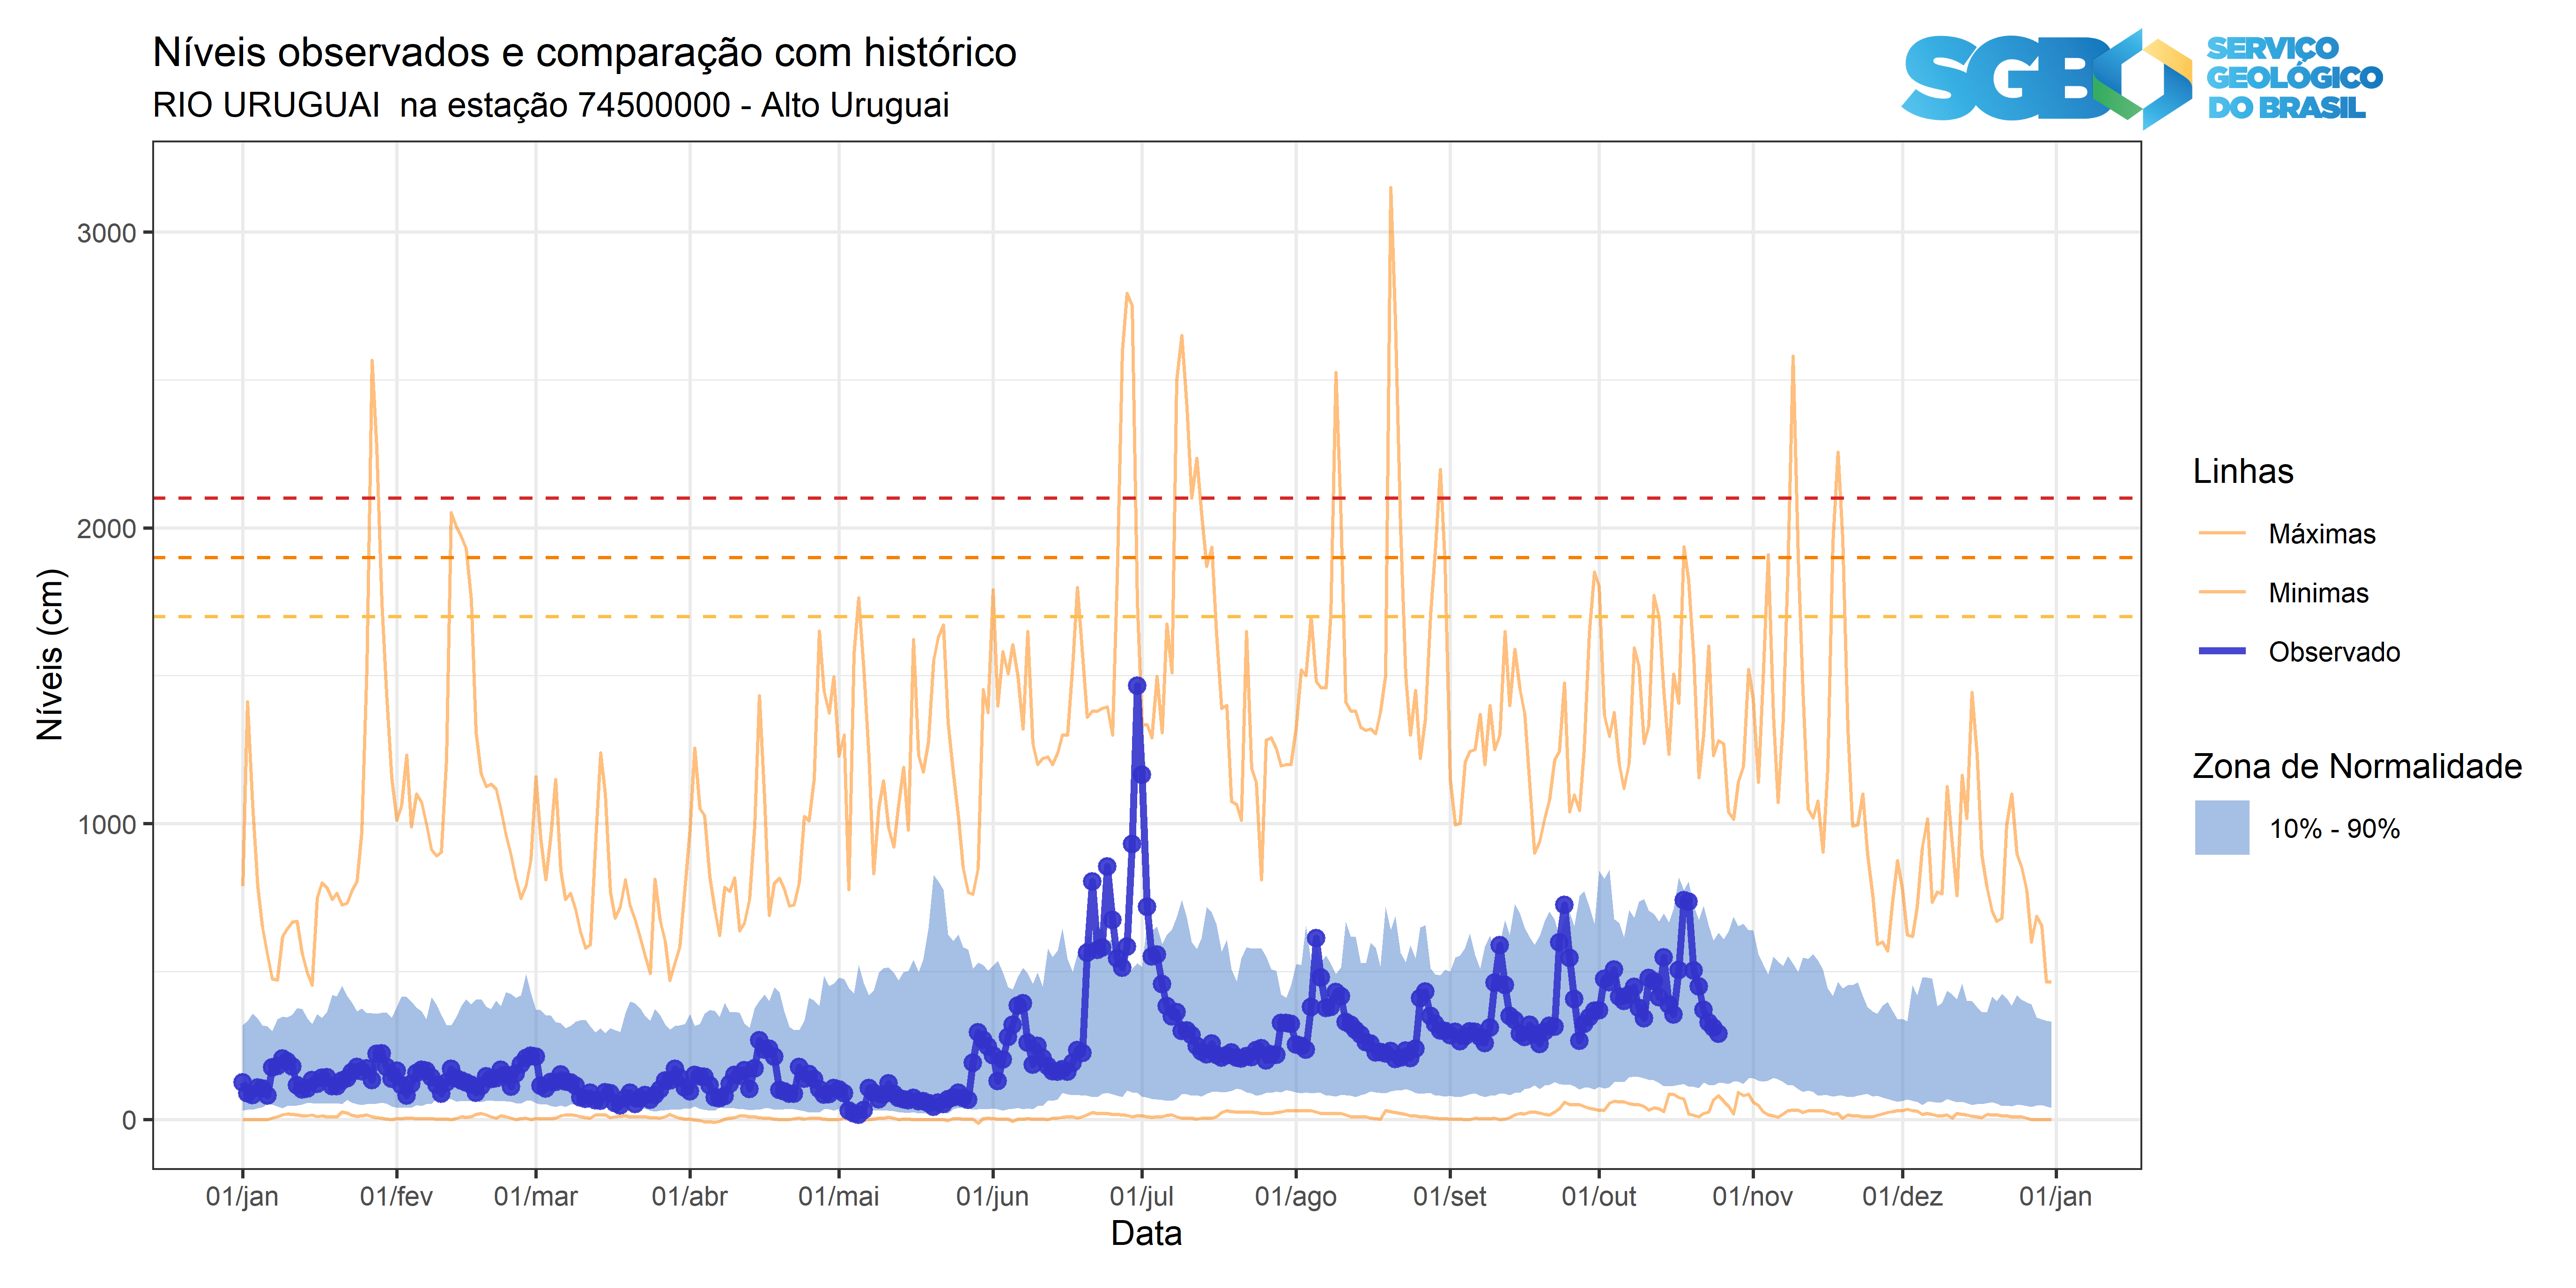 Níveis observados e comparação com histórico
RIO URUGUAI  na estação 74500000 - Alto Uruguai
SGB
SERVIÇO
GEOLÓGICO
DO BRASIL
Níveis (cm)
3000
2000
1000
0
01/jan
01/fev
01/mar
01/abr
01/mai
01/jun
01/jul
01/ago
01/set
01/out
01/nov
01/dez
01/jan
Data
Linhas
Máximas
Minimas
Observado
Zona de Normalidade
10% - 90%